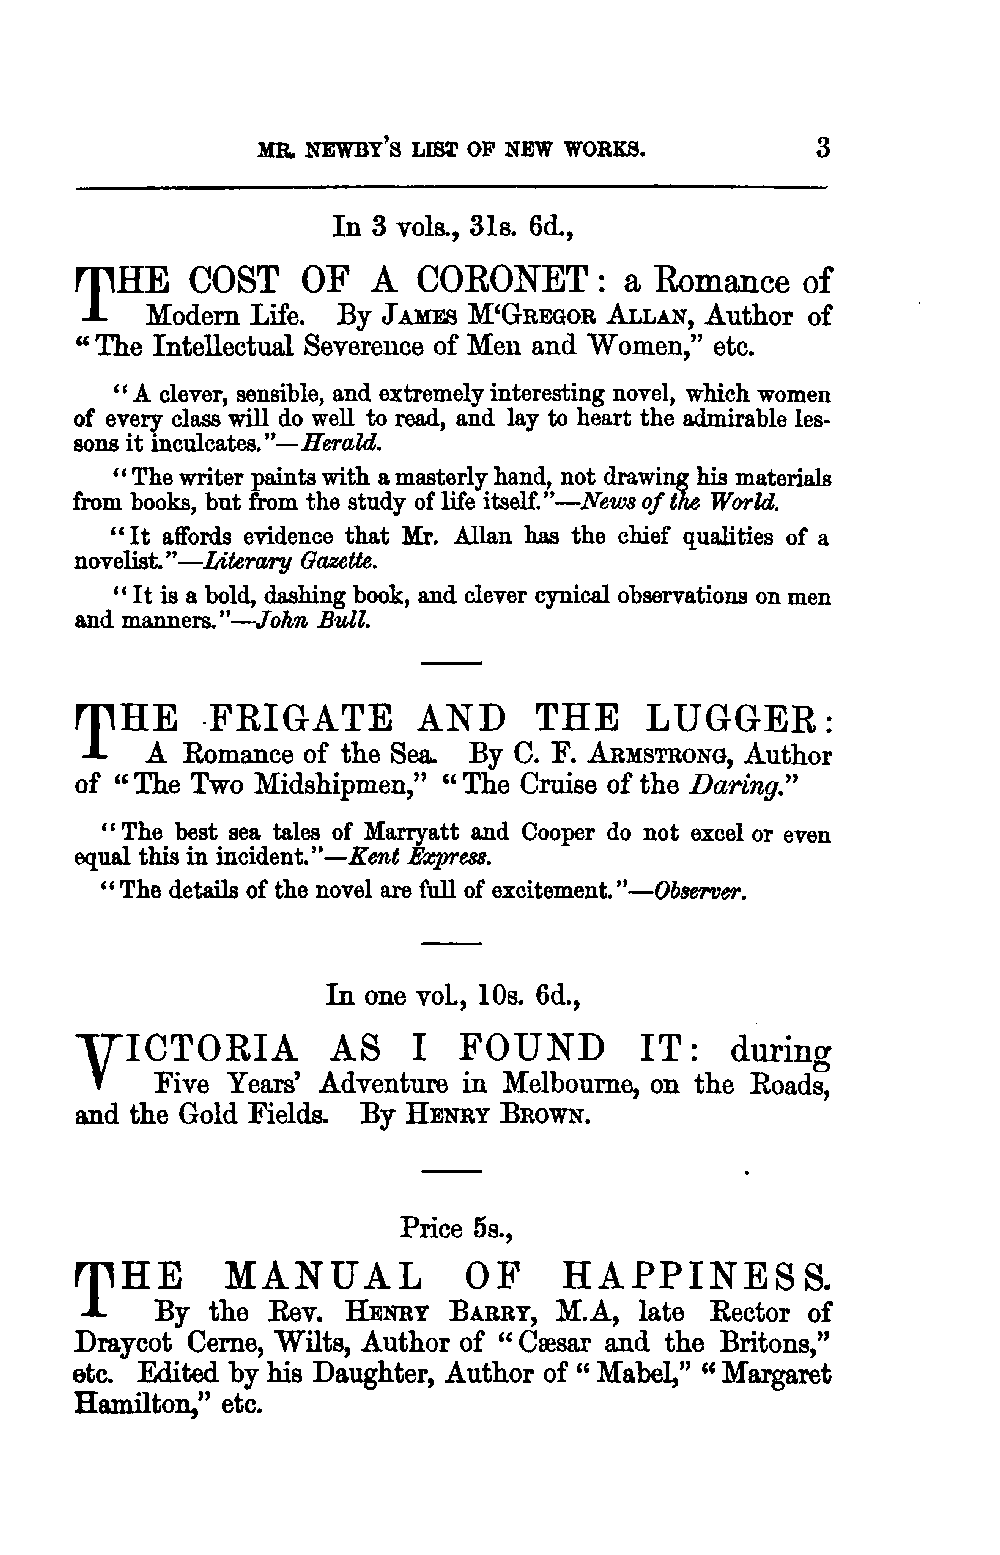 MR. NEWBY'S LIST OF NEW WORKS. 3
In 3 vols., 31s. 6d.,
THE COST OF A CORONET: a Romance of
Modern Life. By JAMES M‘GREGOR ALLAN, Author of
“The Intellectual Severence of Men and Women,” etc.
“A clever, sensible, and extremely interesting novel, which women
of every class will do well to read, and lay to heart the admirable les-
sons it inculcates.”—Herald.
“The writer paints with a masterly hand, not drawing his materials
from books, but from the study of life itself.”—News of the World.
“It affords evidence that Mr. Allan has the chief qualities of a
novelist.”—Literary Gazette.
“It is a bold, dashing book, and clever cynical observations on men
and manners.”—John Bull.
THE FRIGATE AND THE LUGGER:
A Romance of the Sea. By C. F. ARMSTRONG, Author
of “The Two Midshipmen,” “The Cruise of the Daring.”
“The best sea tales of Marryatt and Cooper do not excel or even
equal this in incident.”—Kent Express.
“The details of the novel are full of excitement.”—Observer.
In one vol., 10s. 6d.,
VICTORIA AS I FOUND IT: during
Five Years’ Adventure in Melbourne, on the Roads,
and the Gold Fields. By HENRY BROWN.
Price 5s.,
THE MANUAL OF HAPPINESS.
By the Rev. HENRY BARRY, M.A, late Rector of
Draycot Cerne, Wilts, Author of “Cæsar and the Britons,”
etc. Edited by his Daughter, Author of “Mabel,” “Margaret
Hamilton,” etc.